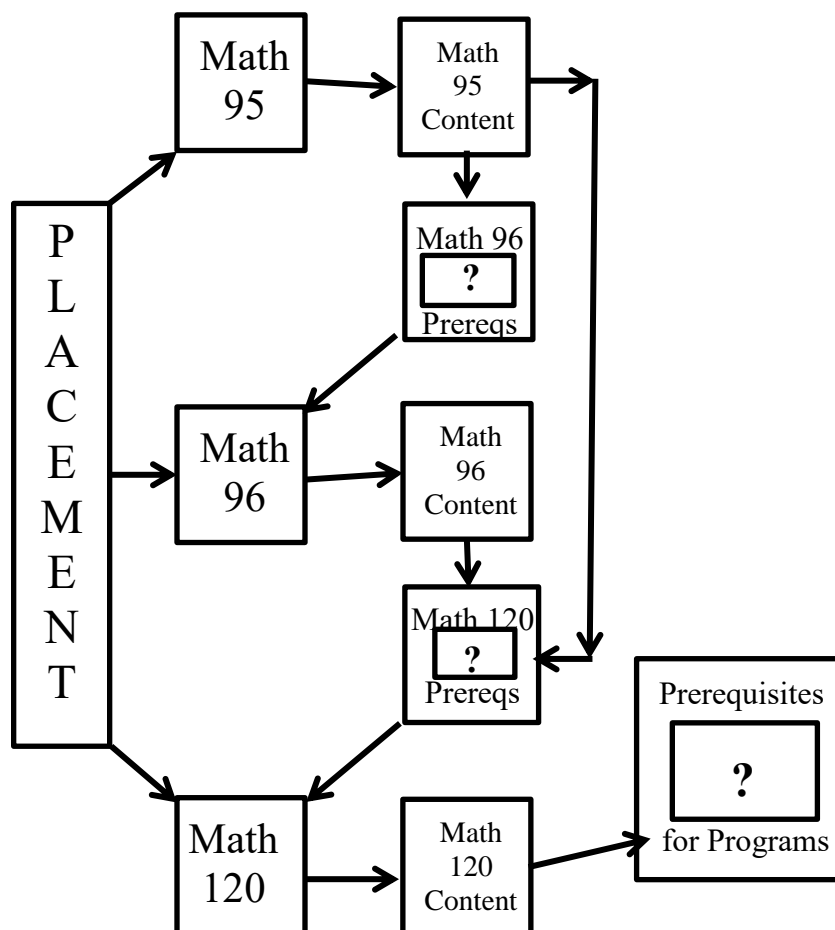 Math
95
Math
95
Content
P
L
A
C
E
M
E
N
T
Math 96
?
Prereqs
Math
96
Math
96
Content
Math 120
?
Prereqs
Prerequisites
?
for Programs
Math
120
Math
120
Content